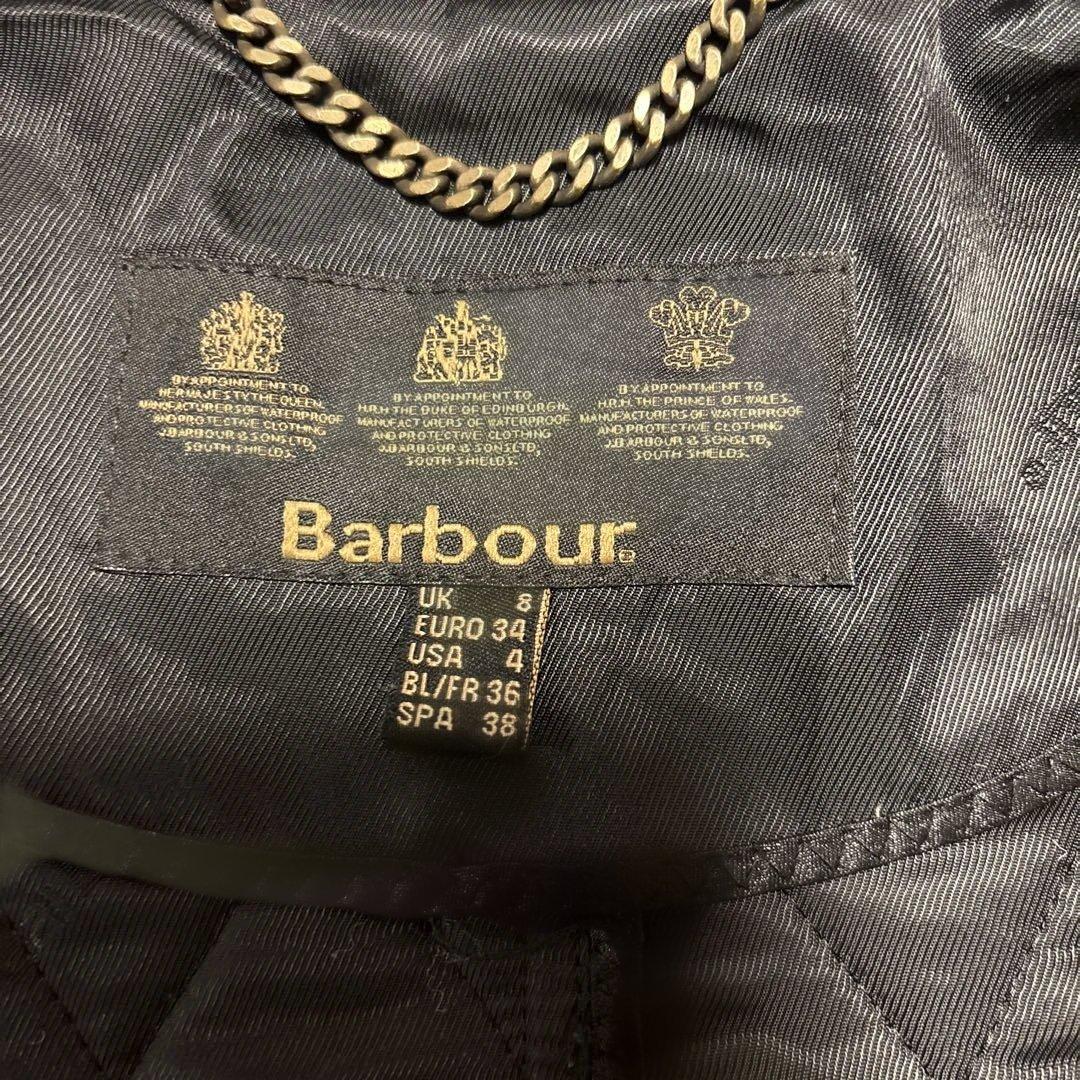 BY APPOINTMENT TO
HER MAJESTY THE QUEEN
MANUFACTURERS OF WATERPROOF
AND PROTECTIVE CLOTHING
J.BARBOUR & SONS LTD,
SOUTH SHIELDS.
BY APPOINTMENT TO
H.R.H. THE DUKE OF EDINBURGH,
MANUFACTURERS OF WATERPROOF
AND PROTECTIVE CLOTHING
J.BARBOUR & SONS LTD,
SOUTH SHIELDS.
BY APPOINTMENT TO
H.R.H. THE PRINCE OF WALES.
MANUFACTURERS OF WATERPROOF
AND PROTECTIVE CLOTHING
J.BARBOUR & SONS LTD,
SOUTH SHIELDS.
Barbour®
UK 8
EURO 34
USA 4
BL/FR 36
SPA 38